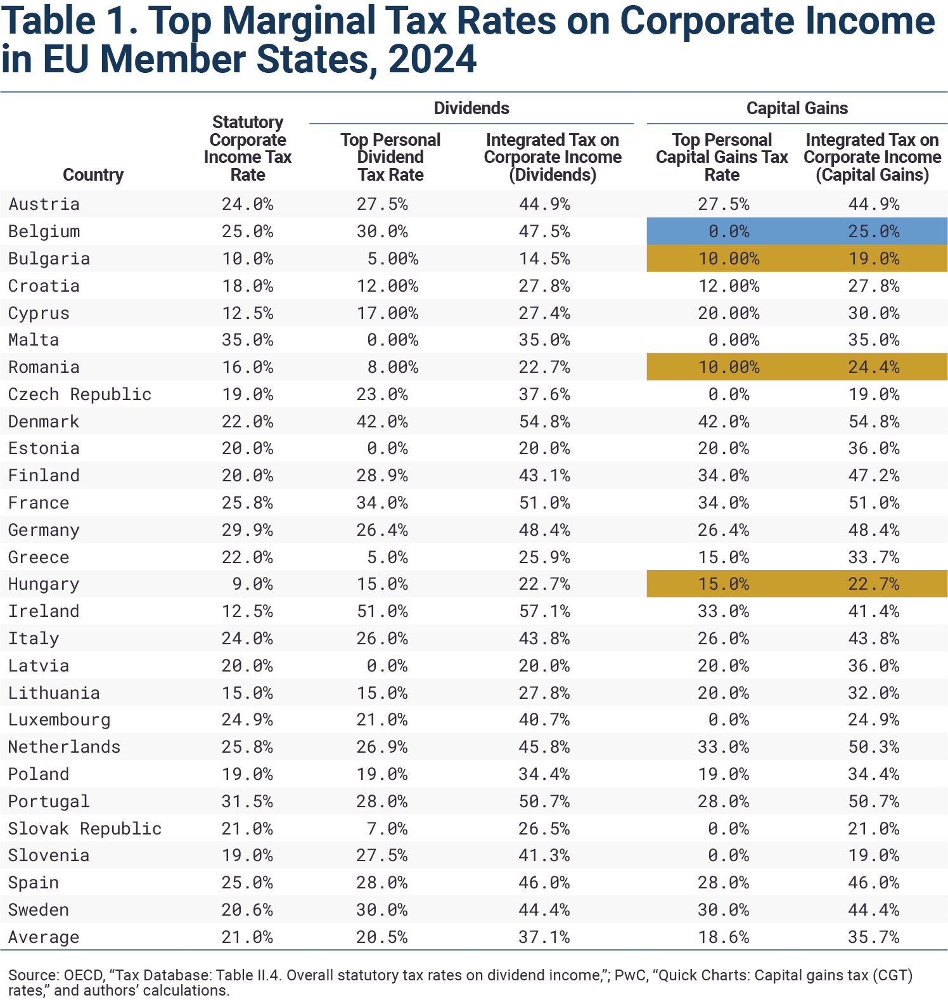 Table 1. Top Marginal Tax Rates on Corporate Income
in EU Member States, 2024
Dividends Capital Gains
Country
Statutory
Corporate
Income Tax
Rate
Top Personal
Dividend
Tax Rate
Integrated Tax on
Corporate Income
(Dividends)
Top Personal
Capital Gains Tax
Rate
Integrated Tax on
Corporate Income
(Capital Gains)
Austria 24.0% 27.5% 44.9% 27.5% 44.9%
Belgium 25.0% 30.0% 47.5% 0.0% 25.0%
Bulgaria 10.0% 5.00% 14.5% 10.00% 19.0%
Croatia 18.0% 12.00% 27.8% 12.00% 27.8%
Cyprus 12.5% 17.00% 27.4% 20.00% 30.0%
Malta 35.0% 0.00% 35.0% 0.00% 35.0%
Romania 16.0% 8.00% 22.7% 10.00% 24.4%
Czech Republic 19.0% 23.0% 37.6% 0.0% 19.0%
Denmark 22.0% 42.0% 54.8% 42.0% 54.8%
Estonia 20.0% 0.0% 20.0% 20.0% 36.0%
Finland 20.0% 28.9% 43.1% 34.0% 47.2%
France 25.8% 34.0% 51.0% 34.0% 51.0%
Germany 29.9% 26.4% 48.4% 26.4% 48.4%
Greece 22.0% 5.0% 25.9% 15.0% 33.7%
Hungary 9.0% 15.0% 22.7% 15.0% 22.7%
Ireland 12.5% 51.0% 57.1% 33.0% 41.4%
Italy 24.0% 26.0% 43.8% 26.0% 43.8%
Latvia 20.0% 0.0% 20.0% 20.0% 36.0%
Lithuania 15.0% 15.0% 27.8% 20.0% 32.0%
Luxembourg 24.9% 21.0% 40.7% 0.0% 24.9%
Netherlands 25.8% 26.9% 45.8% 33.0% 50.3%
Poland 19.0% 19.0% 34.4% 19.0% 34.4%
Portugal 31.5% 28.0% 50.7% 28.0% 50.7%
Slovak Republic 21.0% 7.0% 26.5% 0.0% 21.0%
Slovenia 19.0% 27.5% 41.3% 0.0% 19.0%
Spain 25.0% 28.0% 46.0% 28.0% 46.0%
Sweden 20.6% 30.0% 44.4% 30.0% 44.4%
Average 21.0% 20.5% 37.1% 18.6% 35.7%
Source: OECD, “Tax Database: Table II.4. Overall statutory tax rates on dividend income,”; PwC, “Quick Charts: Capital gains tax (CGT)
rates,” and authors’ calculations.